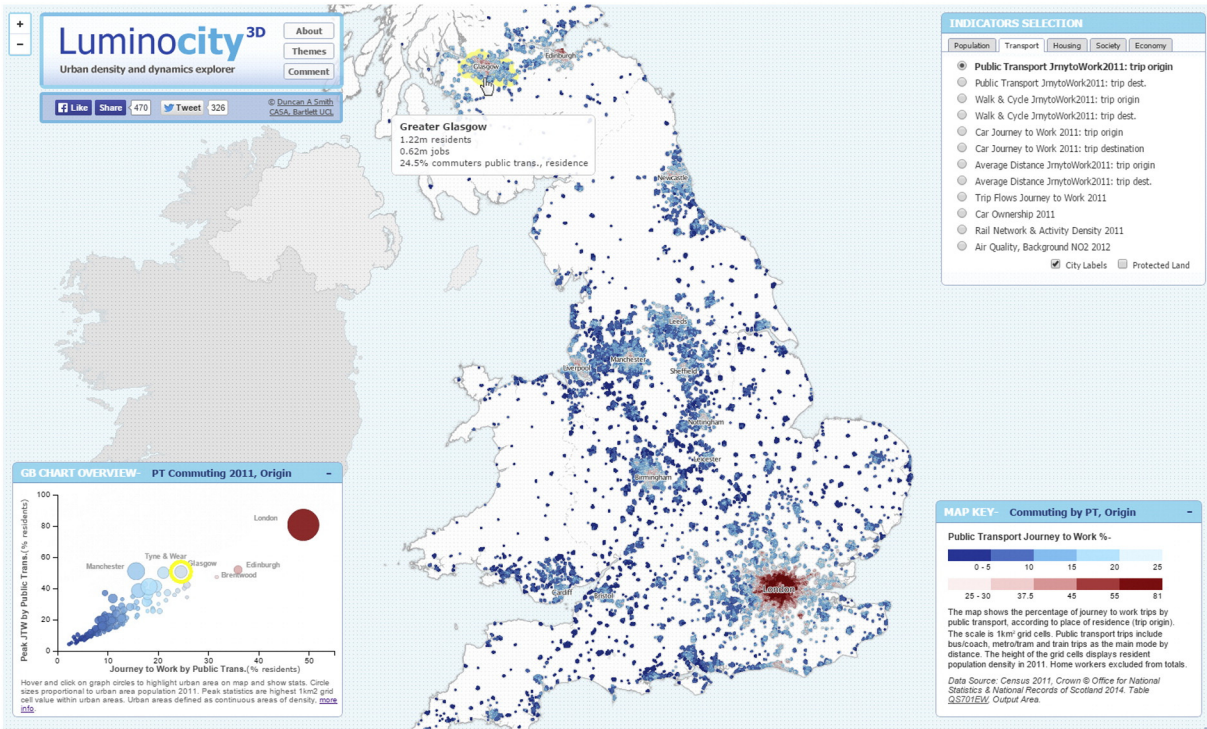 +
−
Luminocity3D
Urban density and dynamics explorer
About
Themes
Comment
Like
Share
470
Tweet
326
© Duncan A Smith
CASA, Bartlett UCL
Glasgow
Edinburgh
Greater Glasgow
1.22m residents
0.62m jobs
24.5% commuters public trans., residence
Newcastle
Leeds
Manchester
Liverpool
Sheffield
Nottingham
Leicester
Birmingham
Cardiff
Bristol
London
INDICATORS SELECTION
Population
Transport
Housing
Society
Economy
Public Transport JrnytoWork2011: trip origin
Public Transport JrnytoWork2011: trip dest.
Walk & Cycle JrnytoWork2011: trip origin
Walk & Cycle JrnytoWork2011: trip dest.
Car Journey to Work 2011: trip origin
Car Journey to Work 2011: trip destination
Average Distance JrnytoWork2011: trip origin
Average Distance JrnytoWork2011: trip dest.
Trip Flows Journey to Work 2011
Car Ownership 2011
Rail Network & Activity Density 2011
Air Quality, Background NO2 2012
City Labels
Protected Land
GB CHART OVERVIEW- PT Commuting 2011, Origin −
Peak JTW by Public Trans.(% residents)
100
80
60
40
20
0
London
Tyne & Wear
Manchester
Glasgow
Edinburgh
Brentwood
0 10 20 30 40 50
Journey to Work by Public Trans.(% residents)
Hover and click on graph circles to highlight urban area on map and show stats. Circle
sizes proportional to urban area population 2011. Peak statistics are highest 1km2 grid
cell value within urban areas. Urban areas defined as continuous areas of density, more
info.
MAP KEY- Commuting by PT, Origin −
Public Transport Journey to Work %-
0 - 5 10 15 20 25
25 - 30 37.5 45 55 81
The map shows the percentage of journey to work trips by
public transport, according to place of residence (trip origin).
The scale is 1km² grid cells. Public transport trips include
bus/coach, metro/tram and train trips as the main mode by
distance. The height of the grid cells displays resident
population density in 2011. Home workers excluded from totals.
Data Source: Census 2011, Crown © Office for National
Statistics & National Records of Scotland 2014. Table
QS701EW, Output Area.